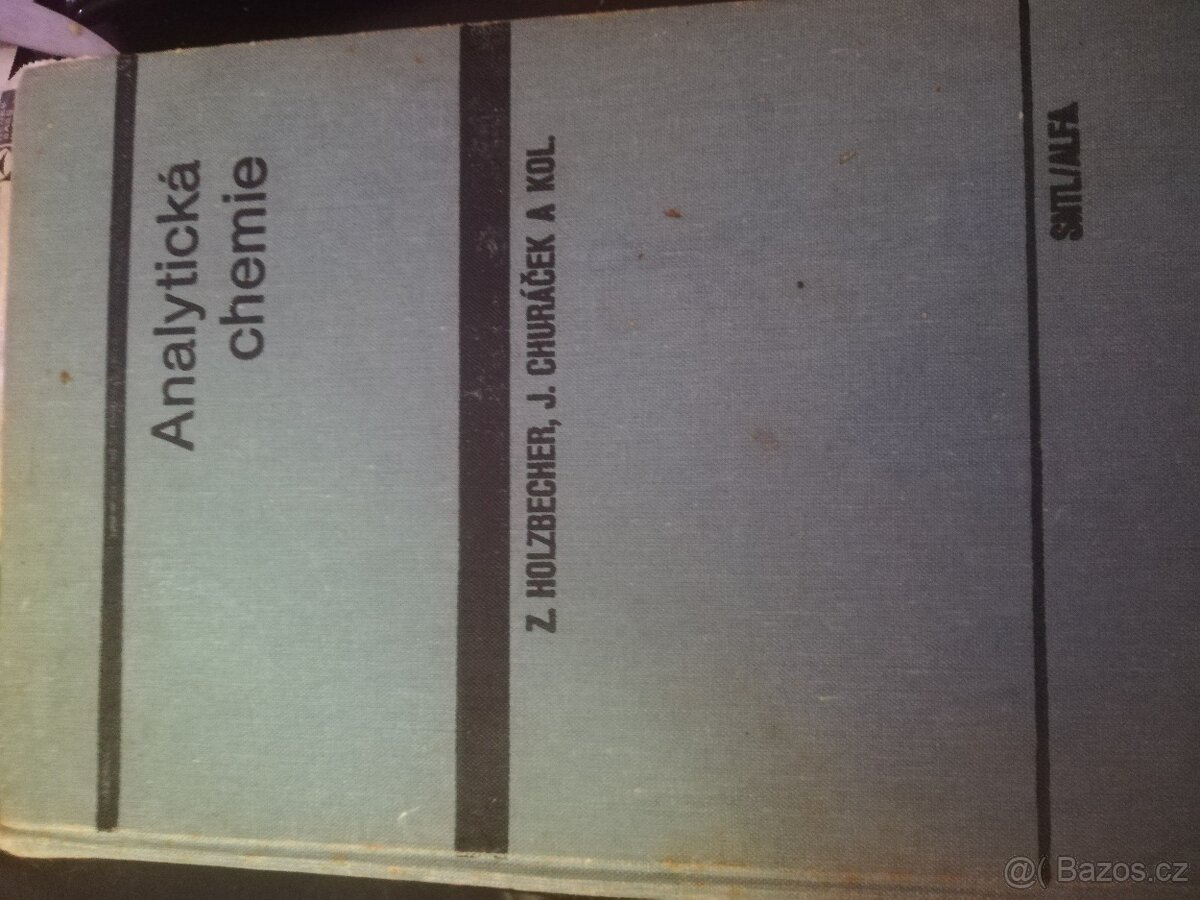 Analytická
chemie
Z. HOLZBECHER, J. CHURÁČEK A KOL.
SNTL/ALFA
@( Bazos.cz